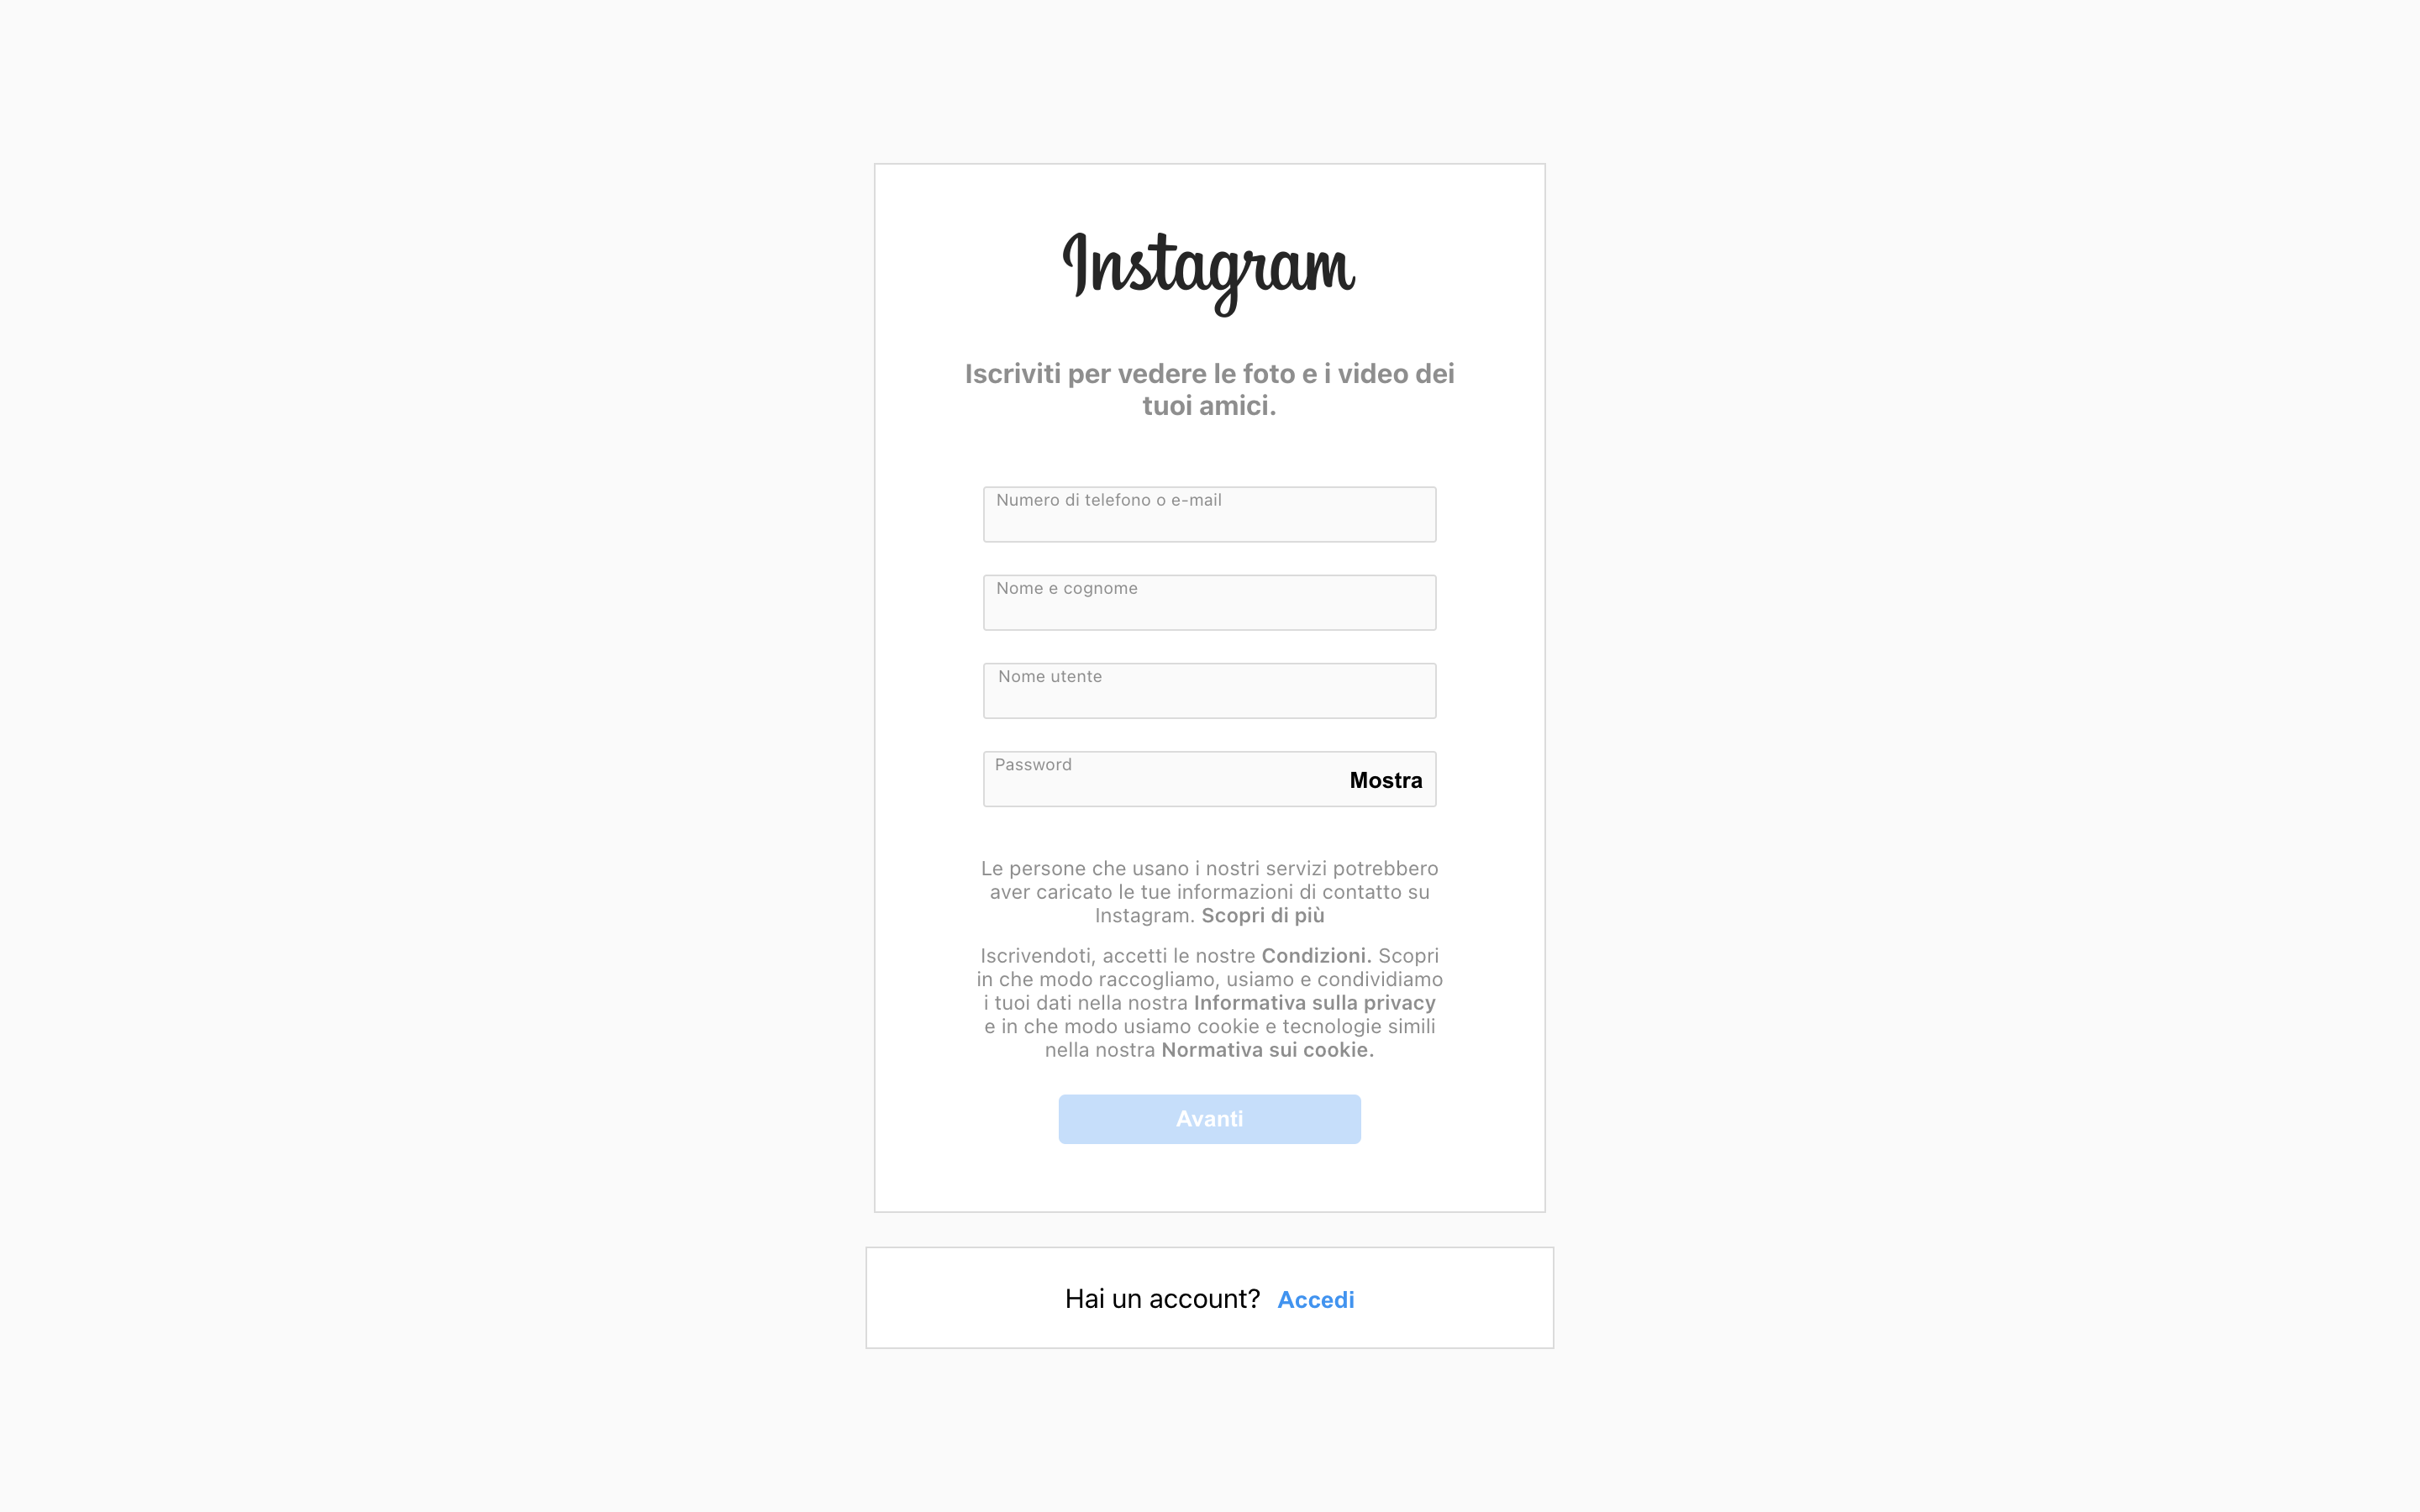 Instagram
Iscriviti per vedere le foto e i video dei
tuoi amici.
Numero di telefono o e-mail
Nome e cognome
Nome utente
Password
Mostra
Le persone che usano i nostri servizi potrebbero
aver caricato le tue informazioni di contatto su
Instagram. Scopri di più
Iscrivendoti, accetti le nostre Condizioni. Scopri
in che modo raccogliamo, usiamo e condividiamo
i tuoi dati nella nostra Informativa sulla privacy
e in che modo usiamo cookie e tecnologie simili
nella nostra Normativa sui cookie.
Avanti
Hai un account? Accedi